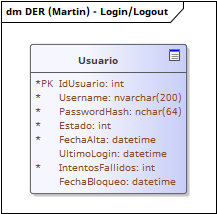 dm DER (Martin) - Login/Logout
Usuario
*PK IdUsuario: int
* Username: nvarchar(200)
* PasswordHash: nchar(64)
* Estado: int
* FechaAlta: datetime
UltimoLogin: datetime
* IntentosFallidos: int
FechaBloqueo: datetime